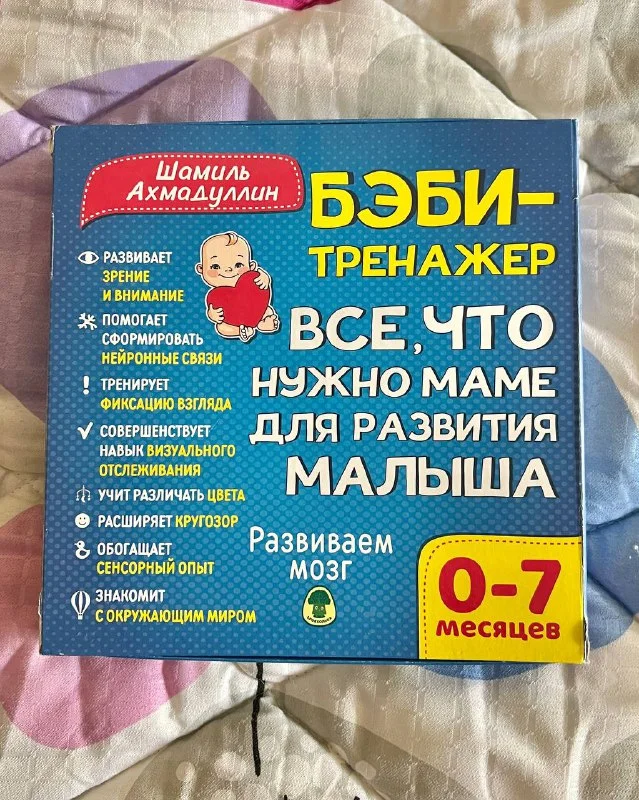 Шамиль
Ахмадуллин
БЭБИ-
ТРЕНАЖЕР
ВСЕ, ЧТО
НУЖНО МАМЕ
ДЛЯ РАЗВИТИЯ
МАЛЫША
РАЗВИВАЕТ
ЗРЕНИЕ
И ВНИМАНИЕ
ПОМОГАЕТ
СФОРМИРОВАТЬ
НЕЙРОННЫЕ СВЯЗИ
ТРЕНИРУЕТ
ФИКСАЦИЮ ВЗГЛЯДА
СОВЕРШЕНСТВУЕТ
НАВЫК ВИЗУАЛЬНОГО
ОТСЛЕЖИВАНИЯ
УЧИТ РАЗЛИЧАТЬ ЦВЕТА
РАСШИРЯЕТ КРУГОЗОР
ОБОГАЩАЕТ
СЕНСОРНЫЙ ОПЫТ
ЗНАКОМИТ
С ОКРУЖАЮЩИМ МИРОМ
Развиваем
мозг
0-7
месяцев